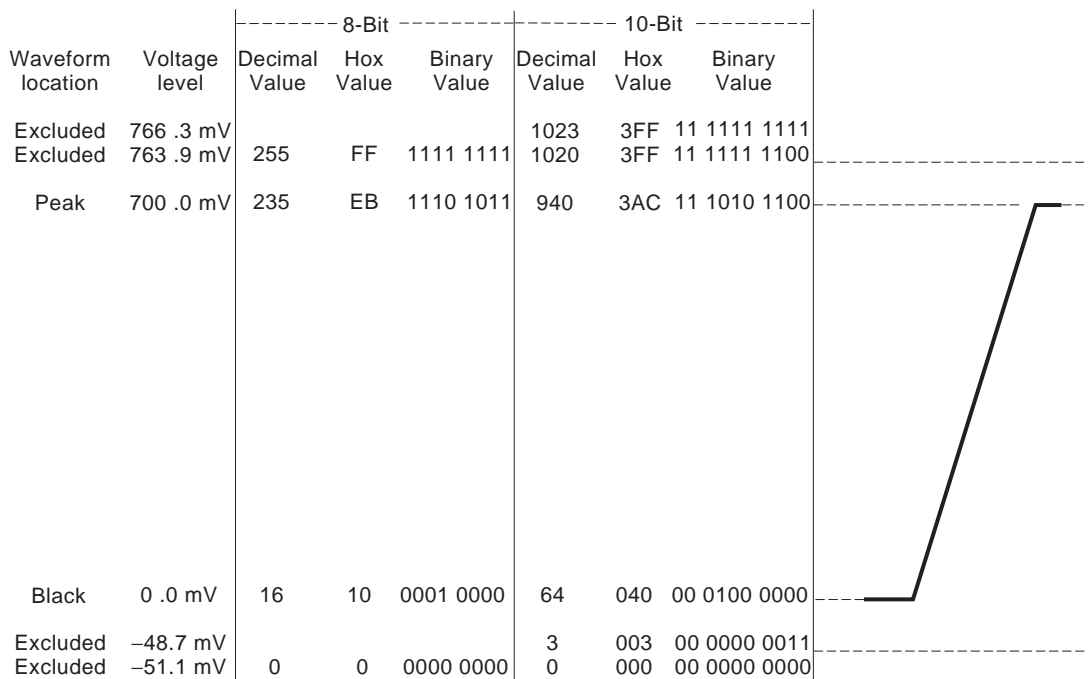 8-Bit 10-Bit
Waveform Voltage Decimal Hox Binary Decimal Hox Binary
location level Value Value Value Value Value Value
Excluded 766 .3 mV 1023 3FF 11 1111 1111
Excluded 763 .9 mV 255 FF 1111 1111 1020 3FF 11 1111 1100
Peak 700 .0 mV 235 EB 1110 1011 940 3AC 11 1010 1100
Black 0 .0 mV 16 10 0001 0000 64 040 00 0100 0000
Excluded −48.7 mV 3 003 00 0000 0011
Excluded −51.1 mV 0 0 0000 0000 0 000 00 0000 0000